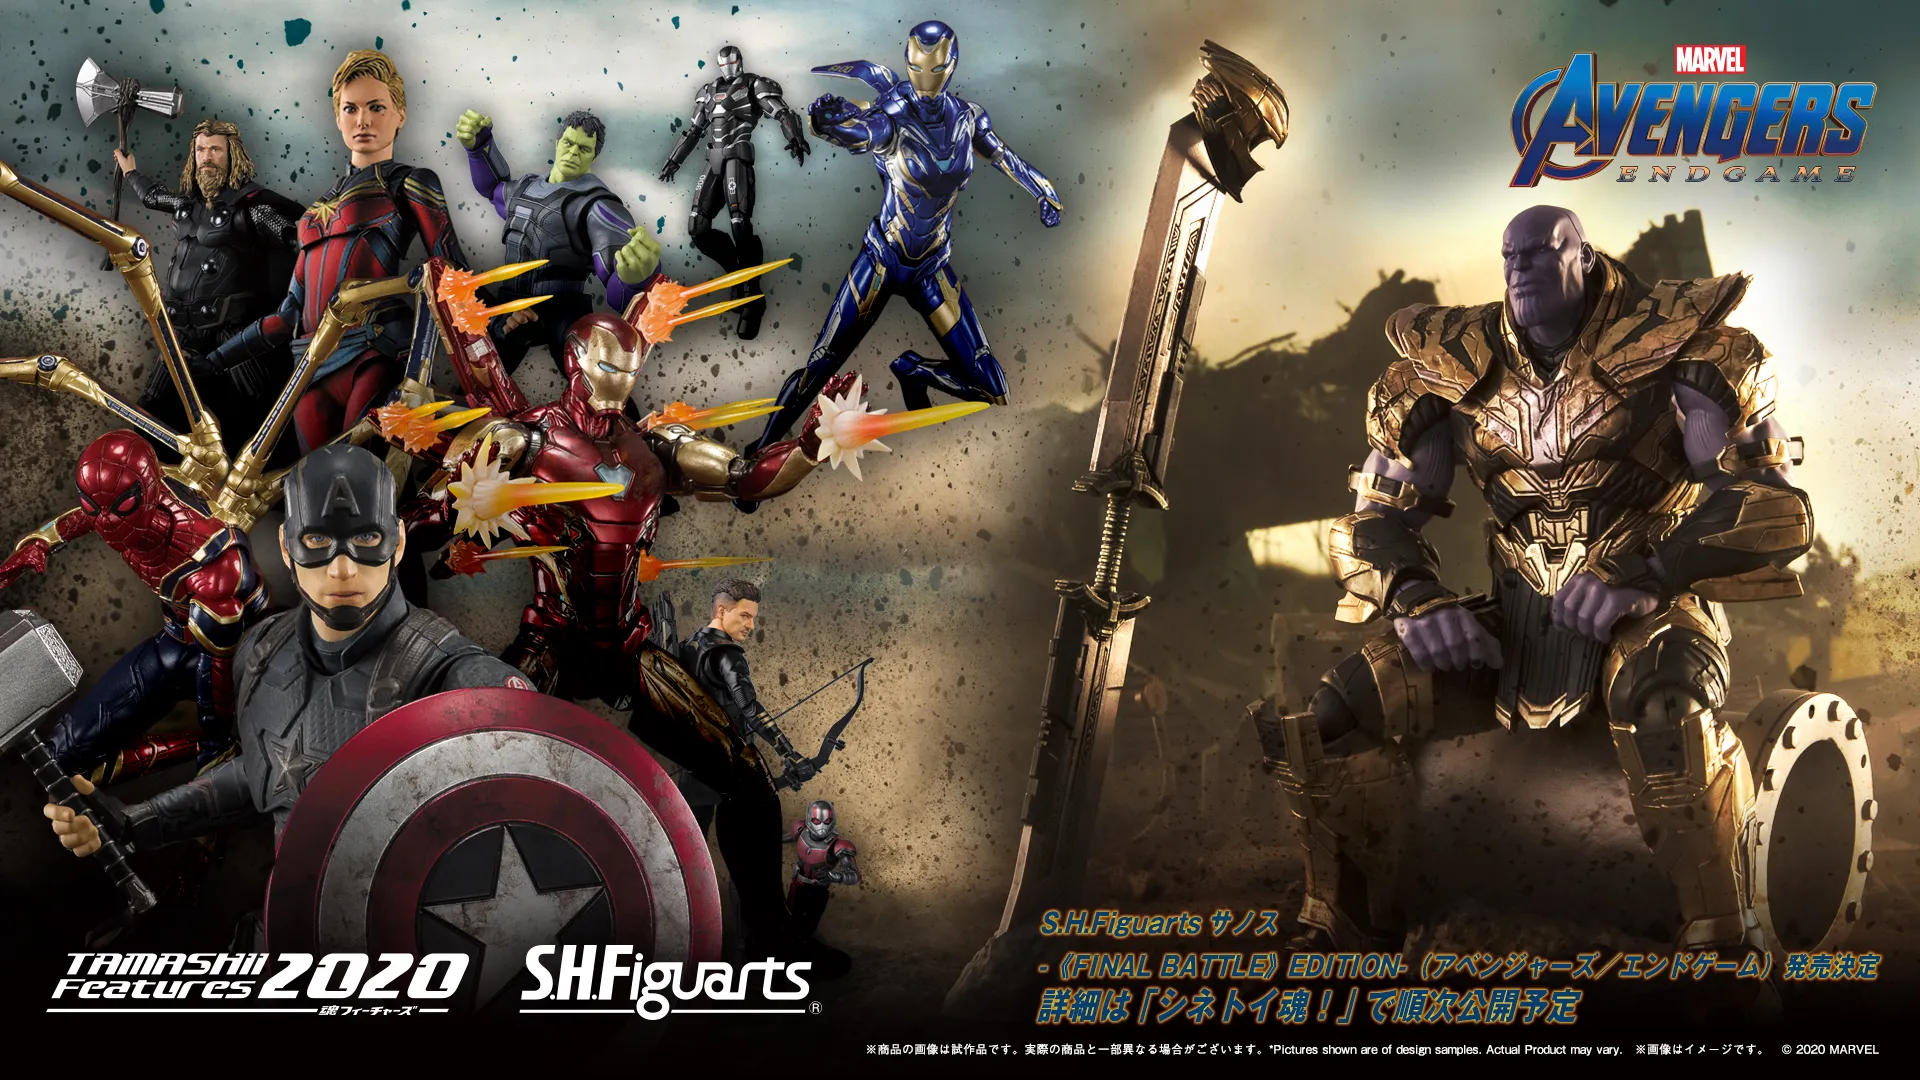 MARVEL
AVENGERS
ENDGAME
TAMASHII
Features 2020
魂フィーチャーズ
S.H.Figuarts®
S.H.Figuarts サノス
-《FINAL BATTLE》EDITION-（アベンジャーズ／エンドゲーム）発売決定
詳細は「シネトイ魂！」で順次公開予定
※商品の画像は試作品です。実際の商品と一部異なる場合がございます。*Pictures shown are of design samples. Actual Product may vary. ※画像はイメージです。 © 2020 MARVEL